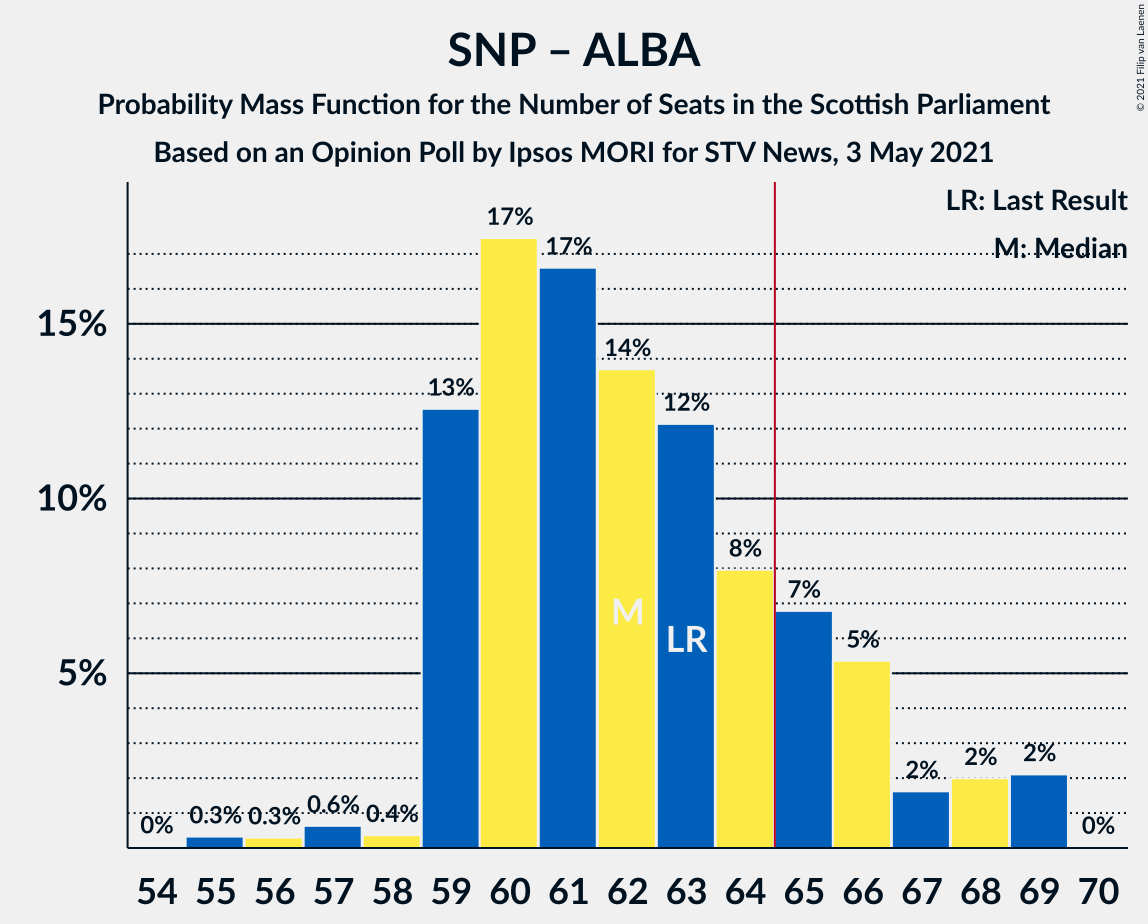 SNP – ALBA
Probability Mass Function for the Number of Seats in the Scottish Parliament
Based on an Opinion Poll by Ipsos MORI for STV News, 3 May 2021
© 2021 Filip van Laenen
LR: Last Result
M: Median
15%
10%
5%
0%
0.3%
0.3%
0.6%
0.4%
13%
17%
17%
14%
12%
8%
7%
5%
2%
2%
2%
0%
M
LR
54 55 56 57 58 59 60 61 62 63 64 65 66 67 68 69 70